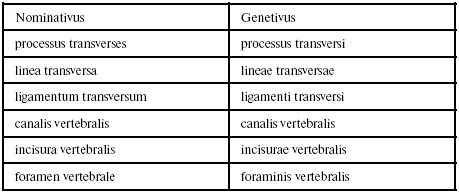 Nominativus Genetivus
processus transverses processus transversi
linea transversa lineae transversae
ligamentum transversum ligamenti transversi
canalis vertebralis canalis vertebralis
incisura vertebralis incisurae vertebralis
foramen vertebrale foraminis vertebralis